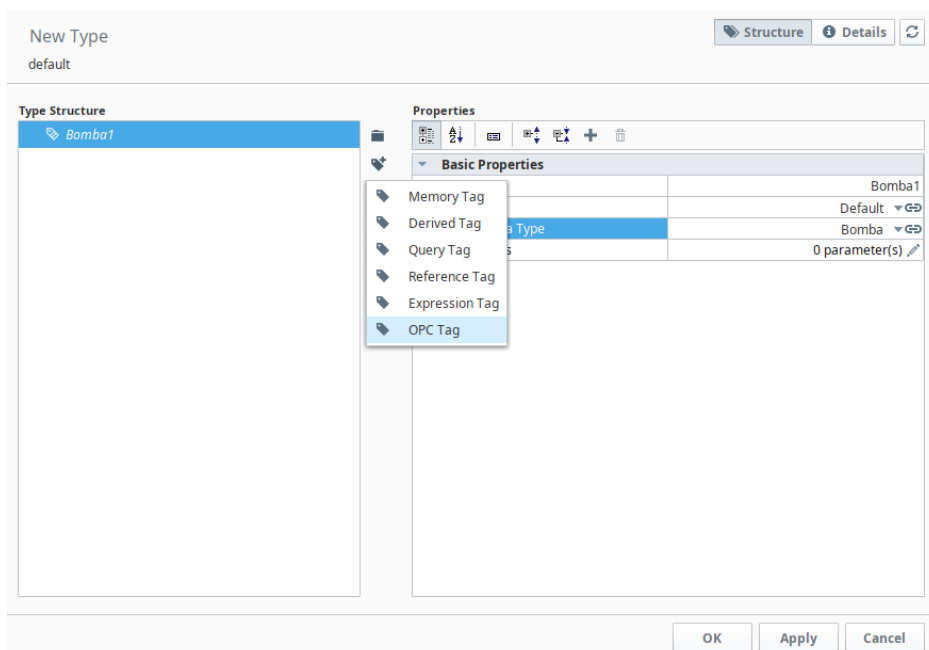 New Type
Structure
Details
default
Type Structure
Properties
Bomba1
Basic Properties
Bomba1
Default
a Type
Bomba
s
0 parameter(s)
Memory Tag
Derived Tag
Query Tag
Reference Tag
Expression Tag
OPC Tag
OK
Apply
Cancel